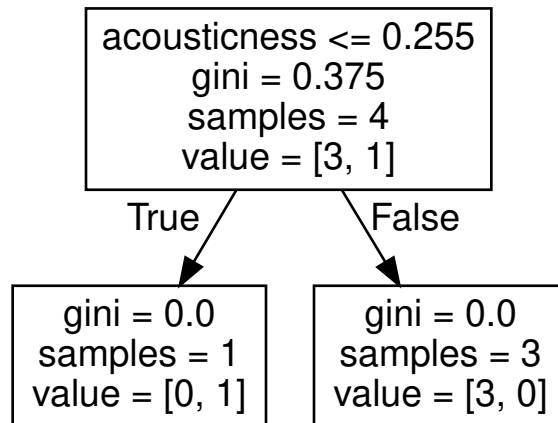 acousticness <= 0.255
gini = 0.375
samples = 4
value = [3, 1]
True
False
gini = 0.0
samples = 1
value = [0, 1]
gini = 0.0
samples = 3
value = [3, 0]